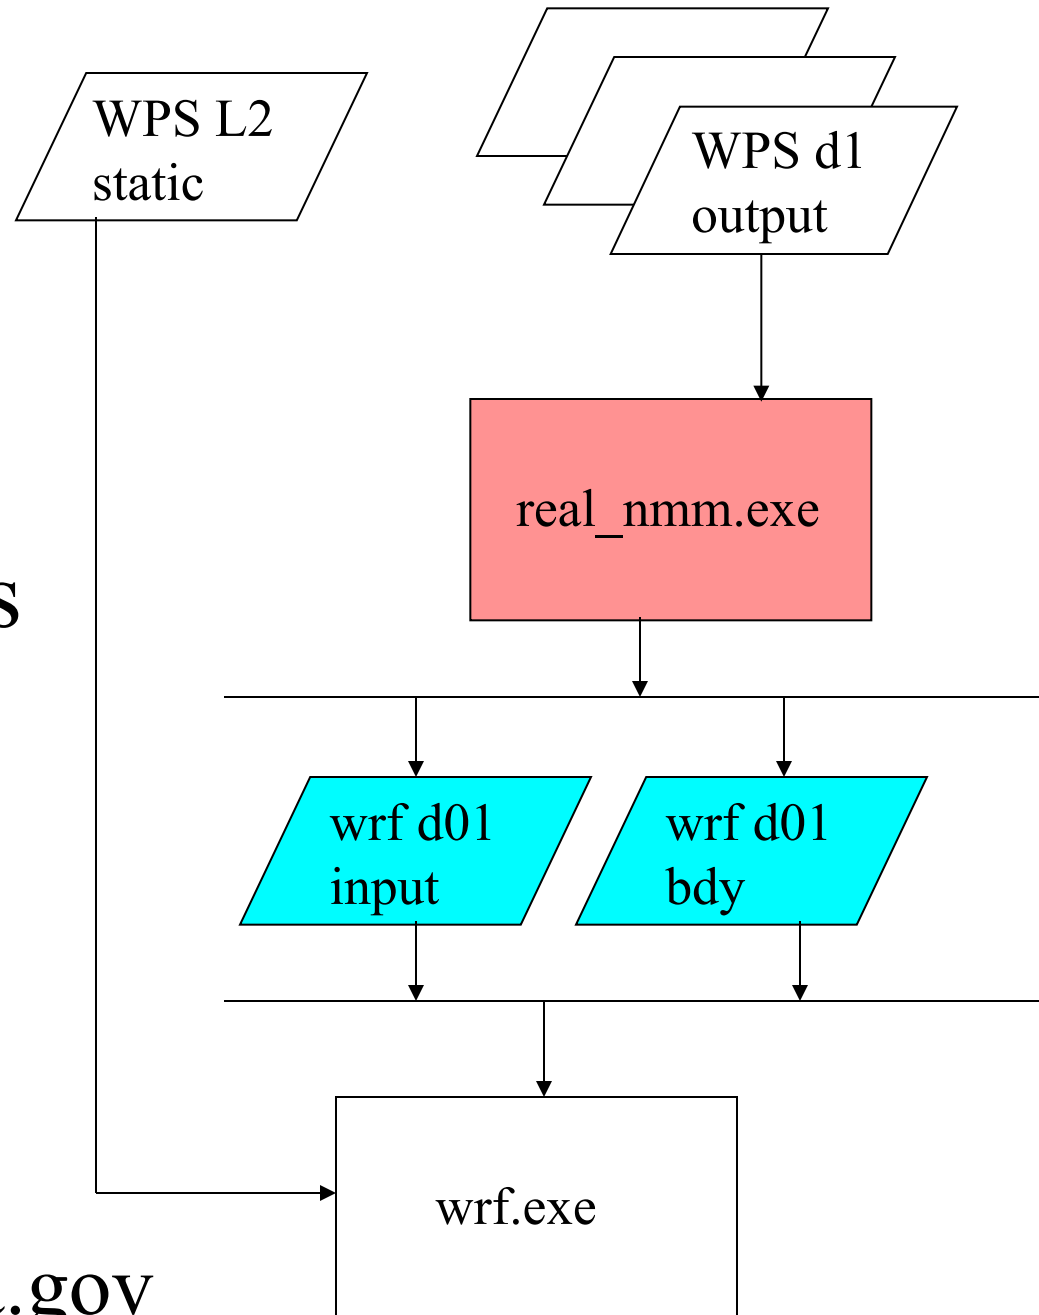 WPS L2
static
WPS d1
output
real_nmm.exe
s
wrf d01
input
wrf d01
bdy
wrf.exe
.gov